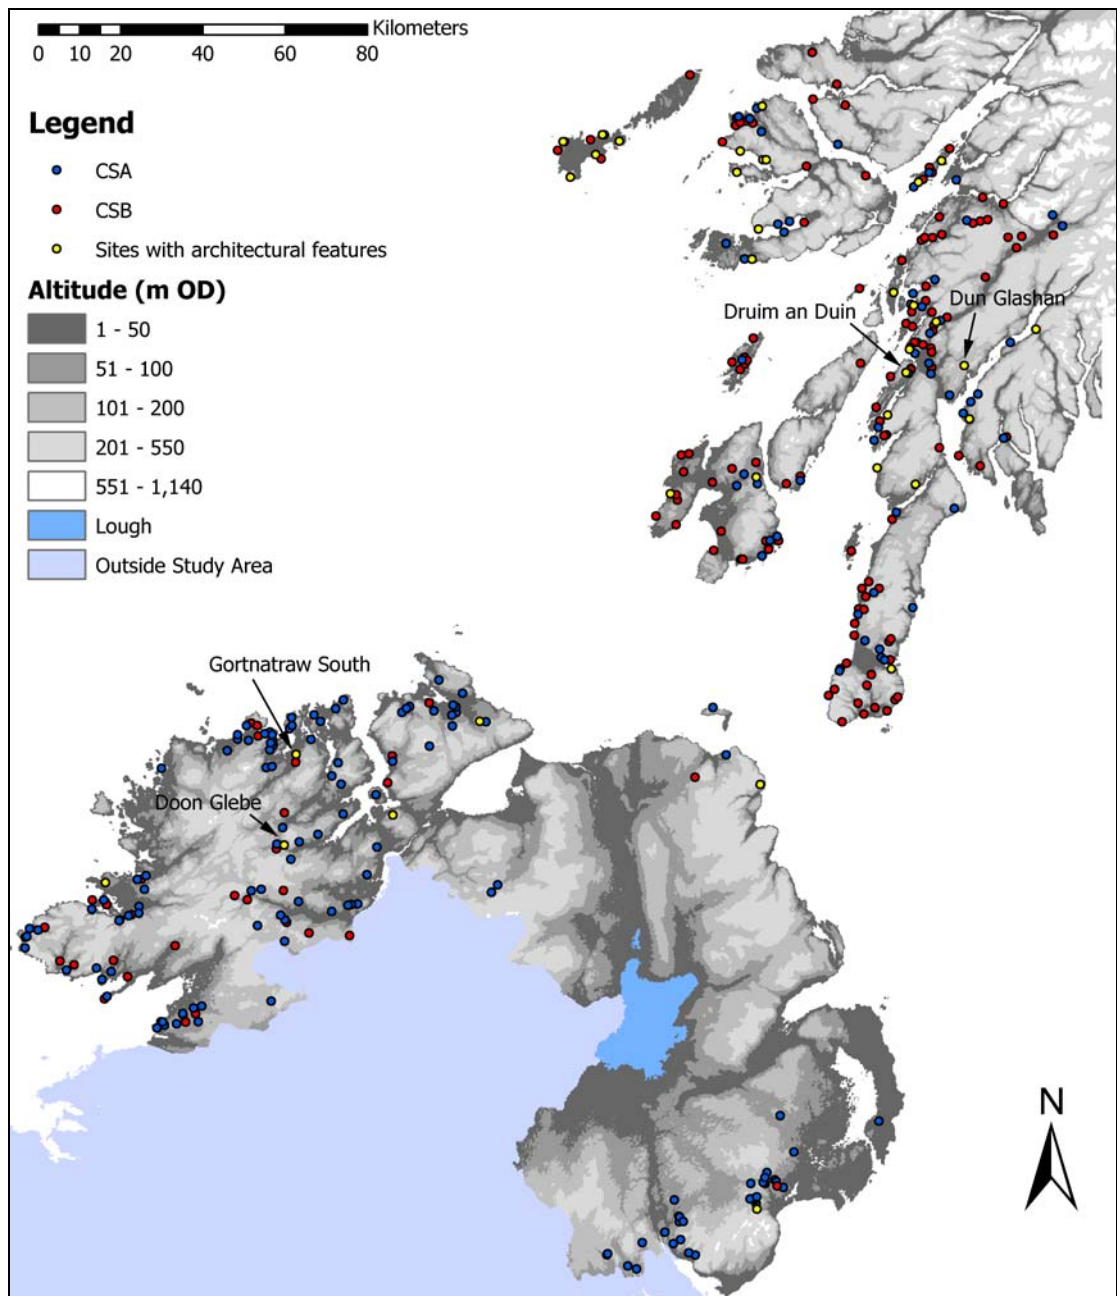 Kilometers
0 10 20 40 60 80
Legend
CSA
CSB
Sites with architectural features
Altitude (m OD)
1 - 50
51 - 100
101 - 200
201 - 550
551 - 1,140
Lough
Outside Study Area
Druim an Duin
Dun Glashan
Gortnatraw South
Doon Glebe
N